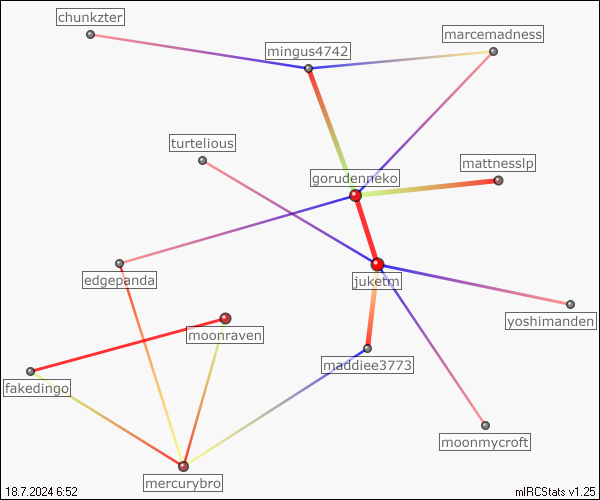 chunkzter
marcemadness
mingus4742
turtelious
mattnesslp
gorudenneko
edgepanda
juketm
yoshimanden
moonraven
maddiee3773
fakedingo
moonmycroft
mercurybro
18.7.2024 6:52
mIRCStats v1.25